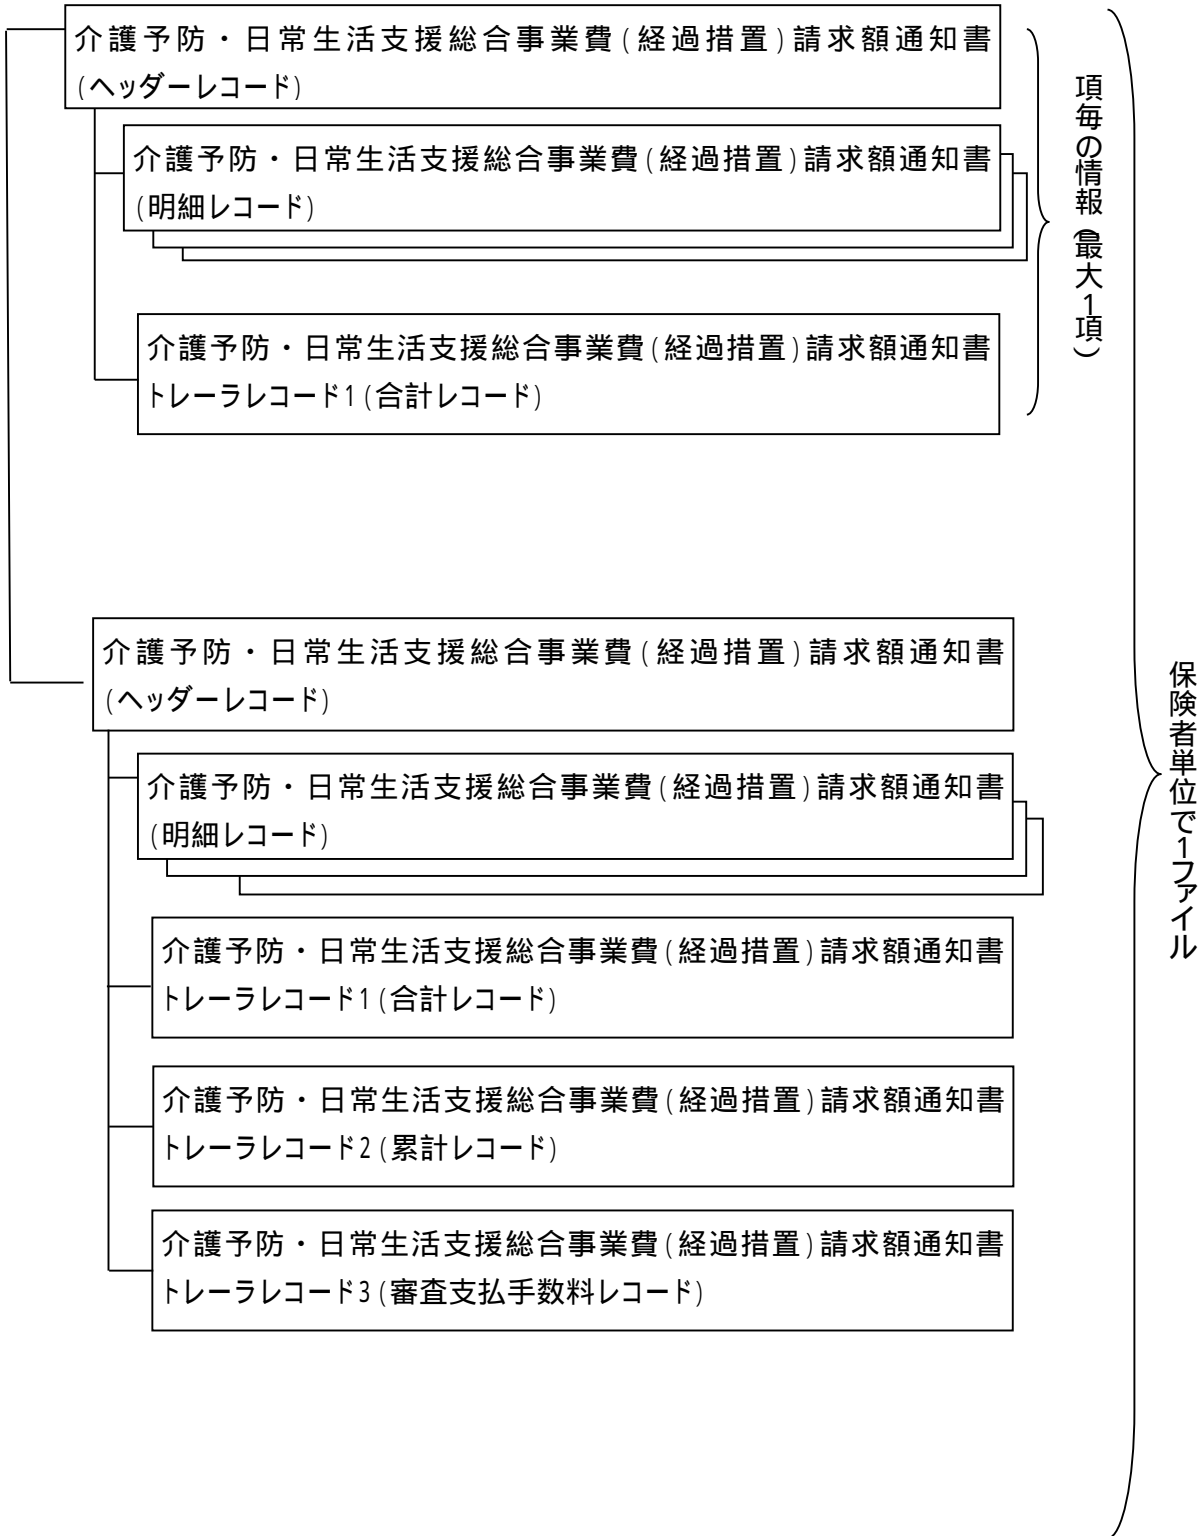 介護予防・日常生活支援総合事業費(経過措置)請求額通知書
(ヘッダーレコード)
介護予防・日常生活支援総合事業費(経過措置)請求額通知書
(明細レコード)
介護予防・日常生活支援総合事業費(経過措置)請求額通知書
トレーラレコード1(合計レコード)
項毎の情報(最大1項)
介護予防・日常生活支援総合事業費(経過措置)請求額通知書
(ヘッダーレコード)
介護予防・日常生活支援総合事業費(経過措置)請求額通知書
(明細レコード)
介護予防・日常生活支援総合事業費(経過措置)請求額通知書
トレーラレコード1(合計レコード)
介護予防・日常生活支援総合事業費(経過措置)請求額通知書
トレーラレコード2(累計レコード)
介護予防・日常生活支援総合事業費(経過措置)請求額通知書
トレーラレコード3(審査支払手数料レコード)
保険者単位で1ファイル